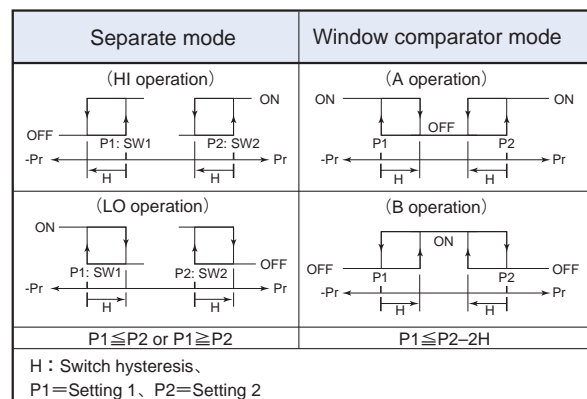 Separate mode
Window comparator mode
(HI operation)
ON
OFF
P1: SW1
P2: SW2
-Pr
Pr
H
H
(A operation)
ON
ON
OFF
P1
P2
-Pr
Pr
H
H
(LO operation)
ON
P1: SW1
P2: SW2
OFF
-Pr
Pr
H
H
(B operation)
ON
OFF
OFF
P1
P2
-Pr
Pr
H
H
P1≦P2 or P1≧P2
P1≦P2–2H
H：Switch hysteresis、
P1＝Setting 1、P2＝Setting 2